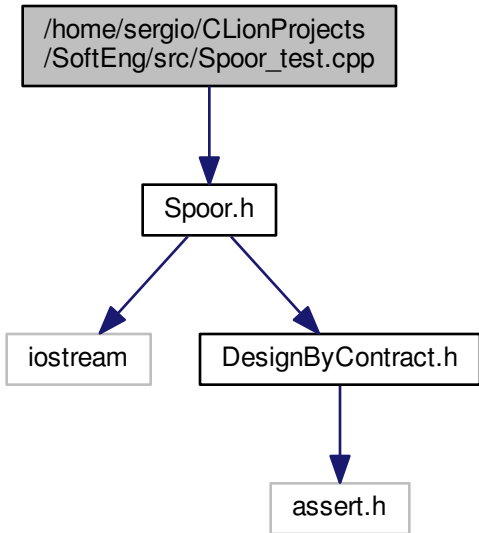 /home/sergio/CLionProjects
/SoftEng/src/Spoor_test.cpp
Spoor.h
iostream
DesignByContract.h
assert.h